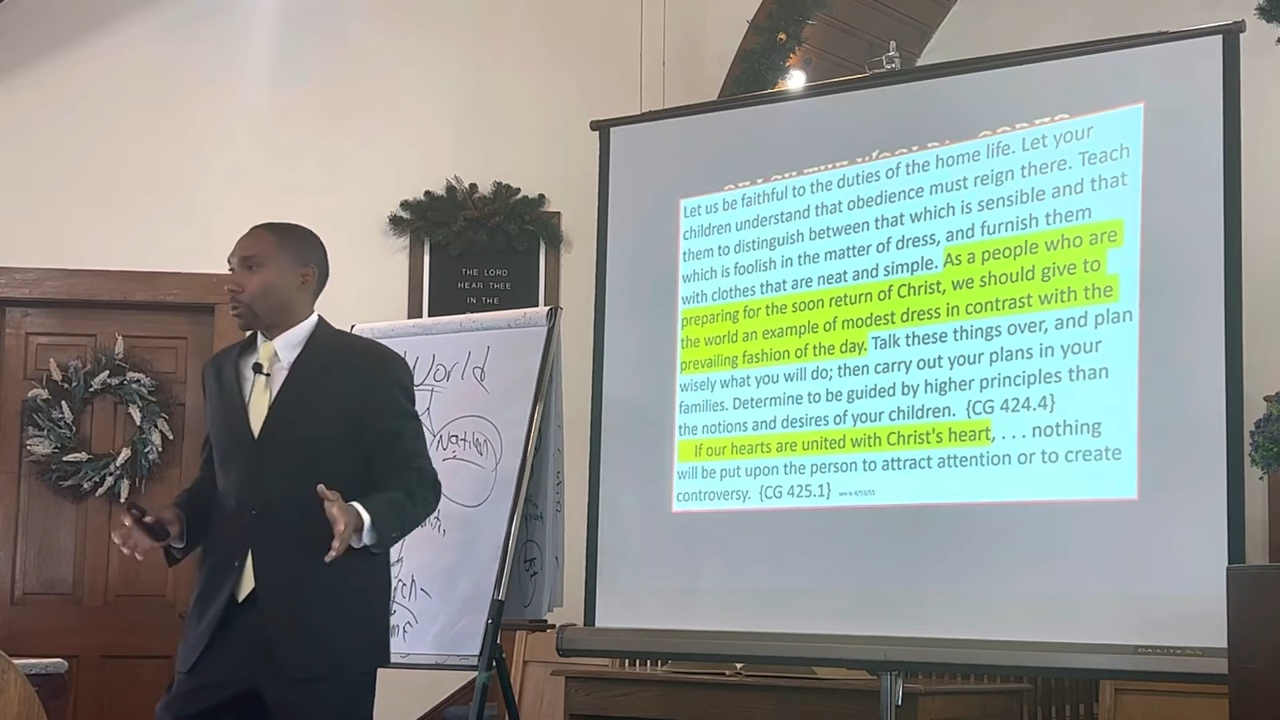 THE LORD
HEAR THEE
IN THE
World
Nation
Let us be faithful to the duties of the home life. Let your
children understand that obedience must reign there. Teach
them to distinguish between that which is sensible and that
which is foolish in the matter of dress, and furnish them
with clothes that are neat and simple. As a people who are
preparing for the soon return of Christ, we should give to
the world an example of modest dress in contrast with the
prevailing fashion of the day. Talk these things over, and plan
wisely what you will do; then carry out your plans in your
families. Determine to be guided by higher principles than
the notions and desires of your children. {CG 424.4}
If our hearts are united with Christ's heart, . . . nothing
will be put upon the person to attract attention or to create
controversy. {CG 425.1}
DA-LITE